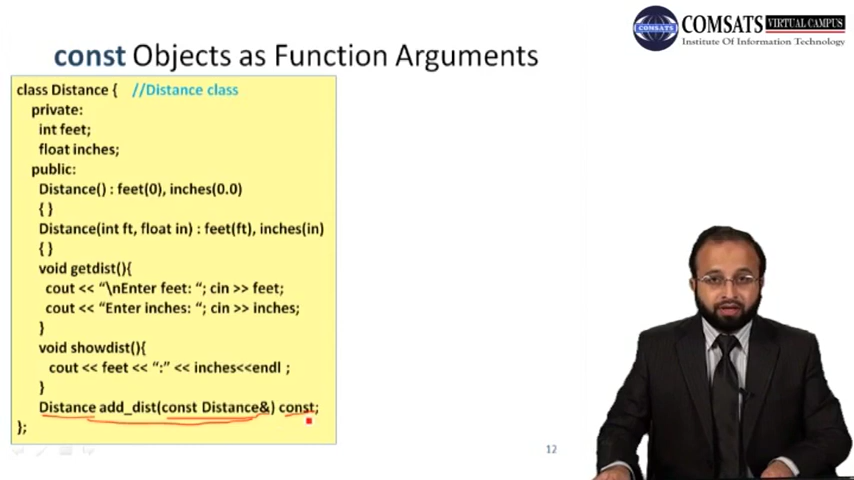 COMSATS VIRTUAL CAMPUS
Institute Of Information Technology
COMSATS
const Objects as Function Arguments
class Distance { //Distance class
private:
int feet;
float inches;
public:
Distance() : feet(0), inches(0.0)
{ }
Distance(int ft, float in) : feet(ft), inches(in)
{ }
void getdist(){
cout << “\nEnter feet: “; cin >> feet;
cout << “Enter inches: “; cin >> inches;
}
void showdist(){
cout << feet << “:” << inches<<endl ;
}
Distance add_dist(const Distance&) const;
};
12